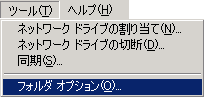 ツール(T) ヘルプ(H)
ネットワーク ドライブの割り当て(N)...
ネットワーク ドライブの切断(D)...
同期(S)...
フォルダ オプション(O)...